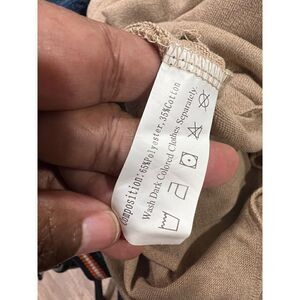 composition:65%Polyester,35%Cotton
Wash Dark Colored Clothes Separately